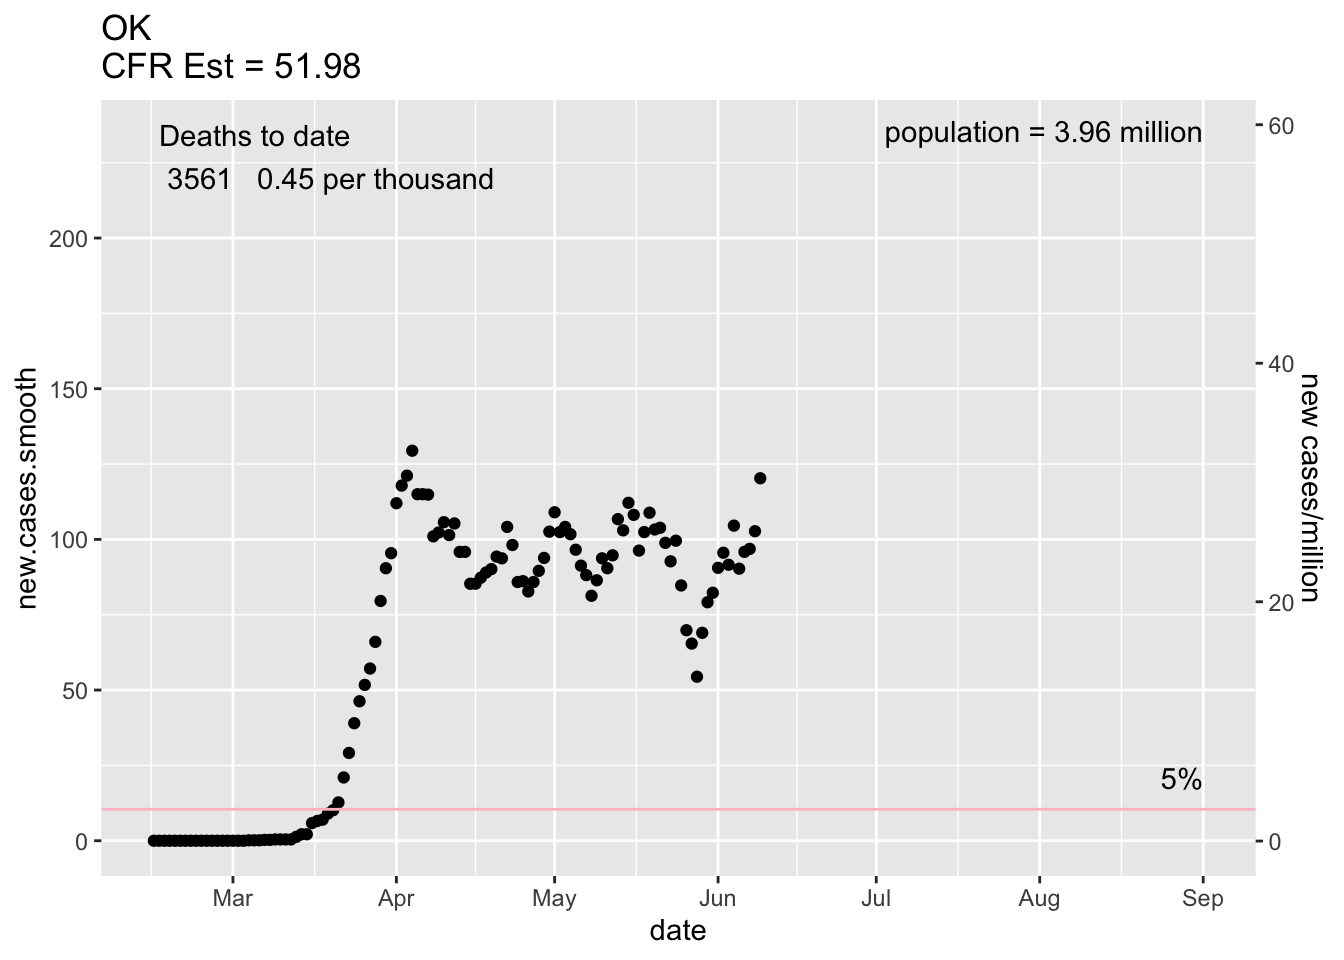 OK
CFR Est = 51.98
Deaths to date
3561 0.45 per thousand
population = 3.96 million
5%
new.cases.smooth
200
150
100
50
0
60
40
20
0
new cases/million
Mar Apr May Jun Jul Aug Sep
date